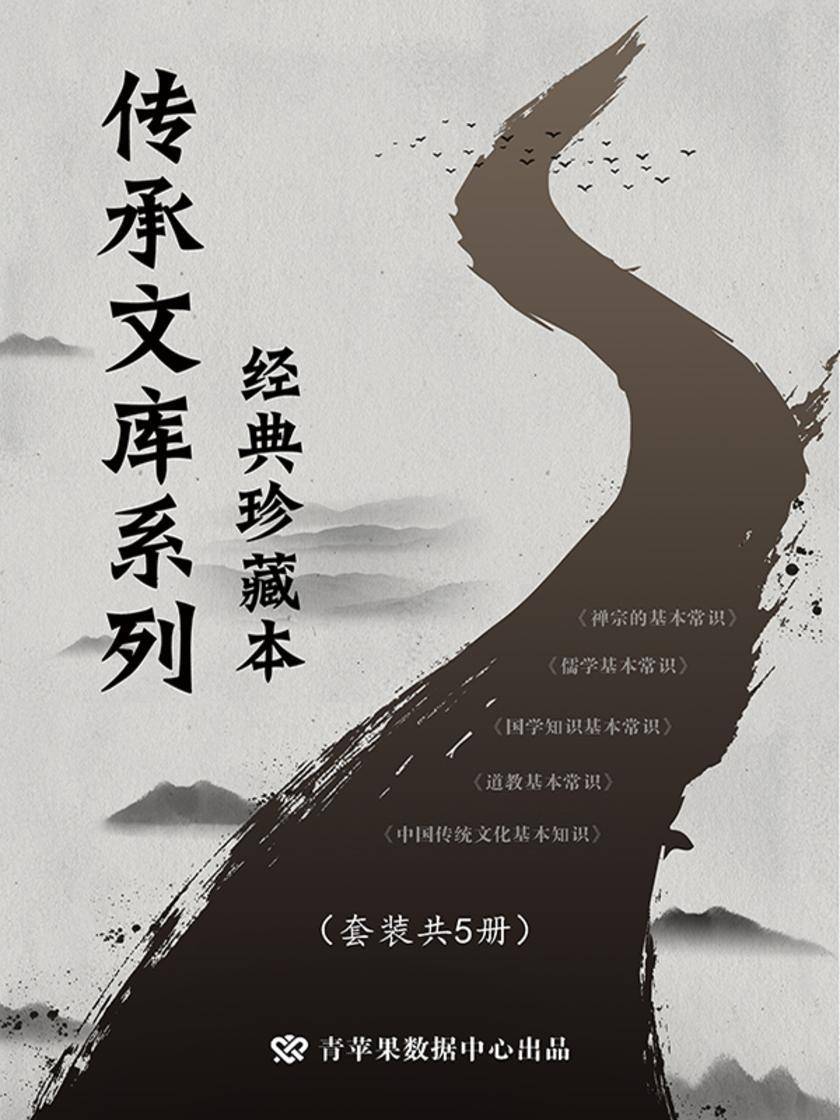 传承文库系列
经典珍藏本
《禅宗的基本常识》
《儒学基本常识》
《国学知识基本常识》
《道教基本常识》
《中国传统文化基本知识》
（套装共5册）
青苹果数据中心出品